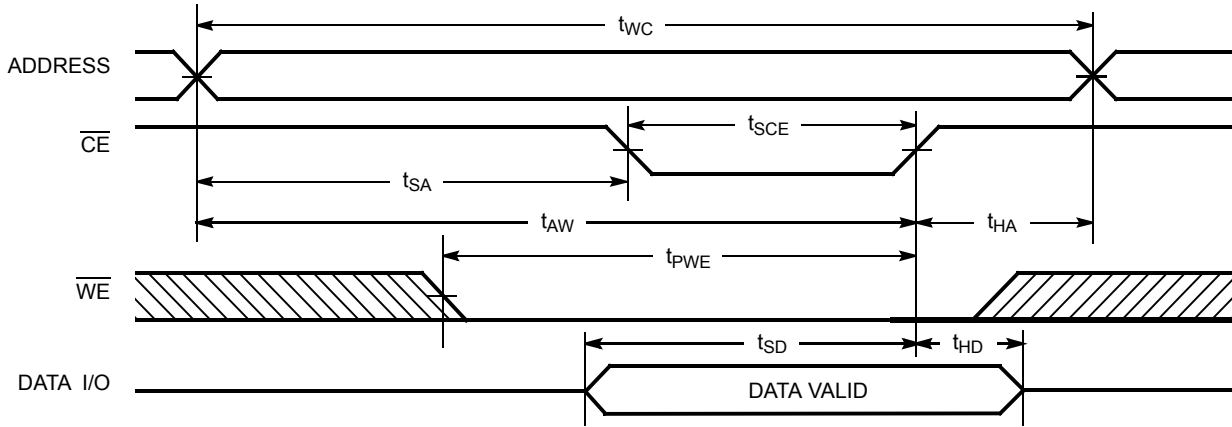 tWC
ADDRESS
CE
tSCE
tSA
tAW
tHA
tPWE
WE
tSD
tHD
DATA I/O
DATA VALID